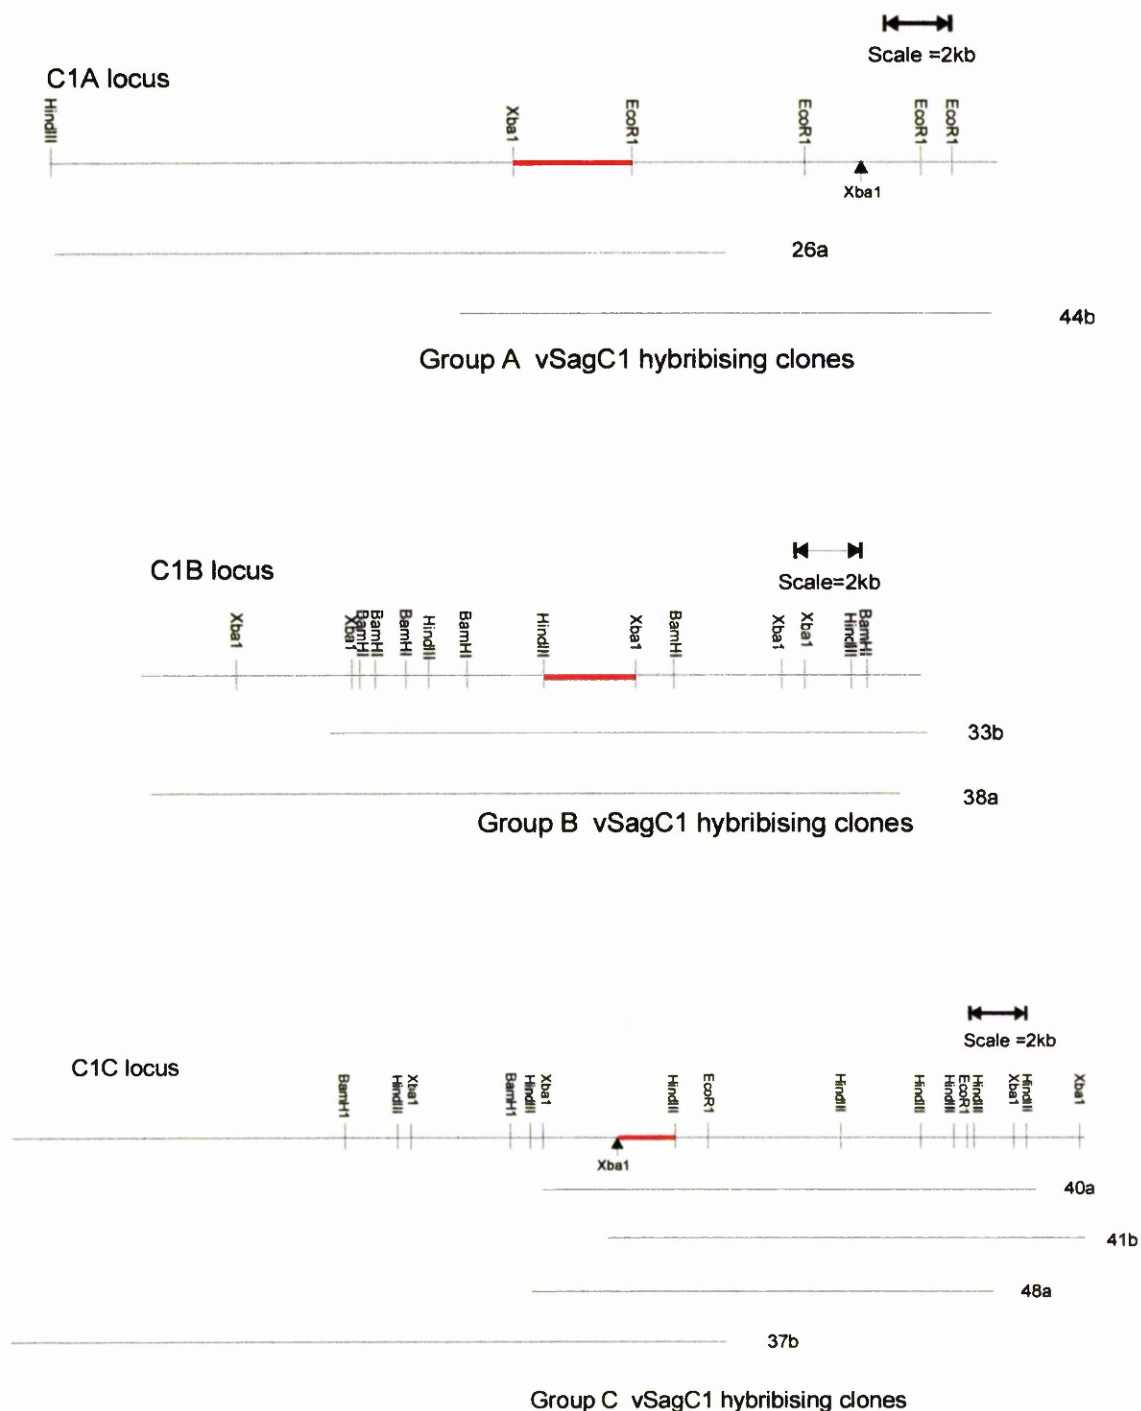 Scale =2kb
C1A locus
HindIII
Xba1
EcoR1
EcoR1
EcoR1
EcoR1
Xba1
26a
44b
Group A vSagC1 hybribising clones
C1B locus
Scale=2kb
Xba1
Xba1
BamHI
BamHI
BamHI
HindIII
BamHI
HindIII
Xba1
BamHI
Xba1
Xba1
HindIII
BamHI
33b
38a
Group B vSagC1 hybribising clones
Scale =2kb
C1C locus
BamH1
HindIII
Xba1
BamH1
HindIII
Xba1
HindIII
EcoR1
HindIII
HindIII
HindIII
EcoR1
HindIII
Xba1
HindIII
Xba1
Xba1
40a
41b
48a
37b
Group C vSagC1 hybribising clones